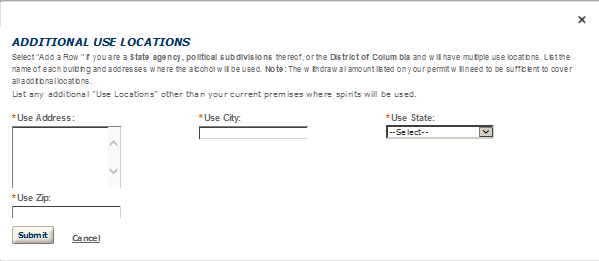 ×
ADDITIONAL USE LOCATIONS
Select "Add a Row " if you are a State agency, political subdivisions thereof, or the District of Columbia and will have multiple use locations. List the
name of each building and addresses where the alcohol will be used. Note: The withdrawal amount listed on your permit will need to be sufficient to cover
all additional locations.
List any additional "Use Locations" other than your current premises where spirits will be used.
*Use Address: *Use City: *Use State:
--Select--
*Use Zip:
Submit Cancel